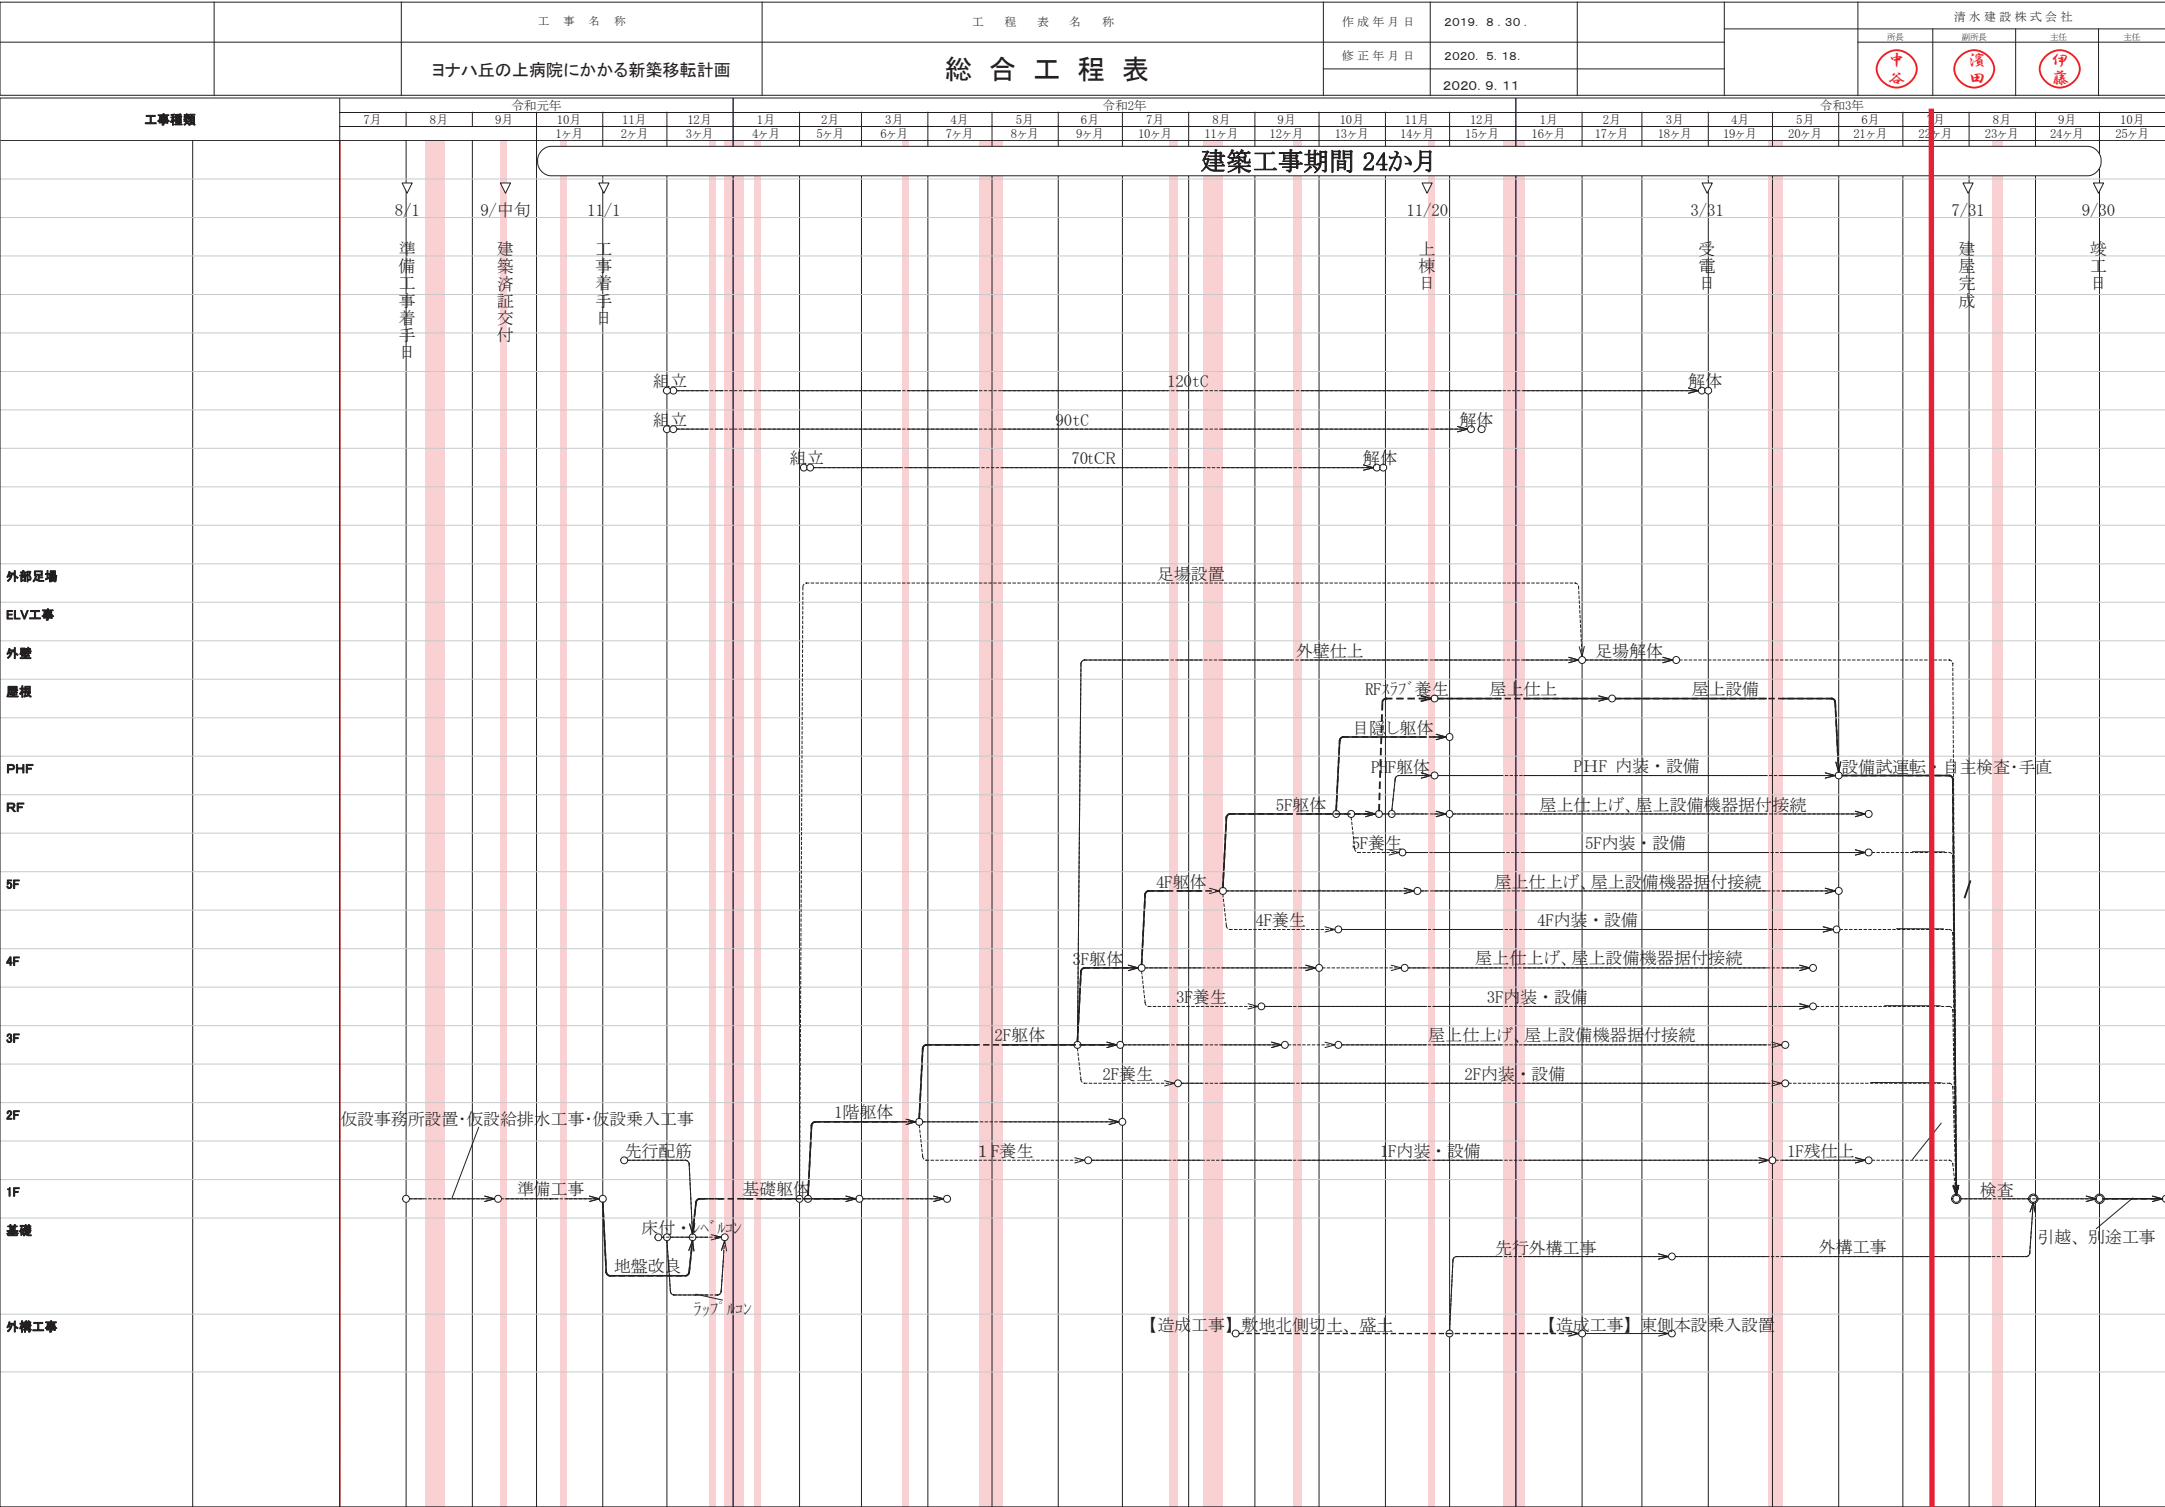 工事名称
工程表名称
作成年月日
2019. 8. 30.
清水建設株式会社
所長
副所長
主任
主任
ヨナハ丘の上病院にかかる新築移転計画
総合工程表
修正年月日
2020. 5. 18.
2020. 9. 11
中谷
濱田
伊藤
工事種類
令和元年
令和2年
令和3年
7月 8月 9月 10月 11月 12月 1月 2月 3月 4月 5月 6月 7月 8月 9月 10月 11月 12月 1月 2月 3月 4月 5月 6月 7月 8月 9月 10月
1ヶ月 2ヶ月 3ヶ月 4ヶ月 5ヶ月 6ヶ月 7ヶ月 8ヶ月 9ヶ月 10ヶ月 11ヶ月 12ヶ月 13ヶ月 14ヶ月 15ヶ月 16ヶ月 17ヶ月 18ヶ月 19ヶ月 20ヶ月 21ヶ月 22ヶ月 23ヶ月 24ヶ月 25ヶ月
建築工事期間 24か月
8/1
9/中旬
11/1
11/20
3/31
7/31
9/30
準備工事着手日
建築済証交付
工事着手日
上棟日
受電日
建屋完成
竣工日
組立 120tC 解体
組立 90tC 解体
組立 70tCR 解体
外部足場
足場設置
ELV工事
外壁
外壁仕上 足場解体
屋根
RFｽﾗﾌﾞ養生 屋上仕上 屋上設備
目隠し躯体
PHF
PHF躯体 PHF 内装・設備 設備試運転・自主検査・手直
RF
5F躯体 屋上仕上げ、屋上設備機器据付接続
5F養生 5F内装・設備
5F
4F躯体 屋上仕上げ、屋上設備機器据付接続
4F養生 4F内装・設備
4F
3F躯体 屋上仕上げ、屋上設備機器据付接続
3F養生 3F内装・設備
3F
2F躯体 屋上仕上げ、屋上設備機器据付接続
2F養生 2F内装・設備
2F
仮設事務所設置・仮設給排水工事・仮設乗入工事 1階躯体
先行配筋 1F養生 1F内装・設備 1F残仕上
1F
準備工事 基礎躯体 検査
基礎
床付・ﾚﾍﾞﾙｺﾝ
引越、別途工事
地盤改良
先行外構工事 外構工事
ﾗｯﾌﾟﾙｺﾝ
外構工事
【造成工事】敷地北側切土、盛土 【造成工事】東側本設乗入設置